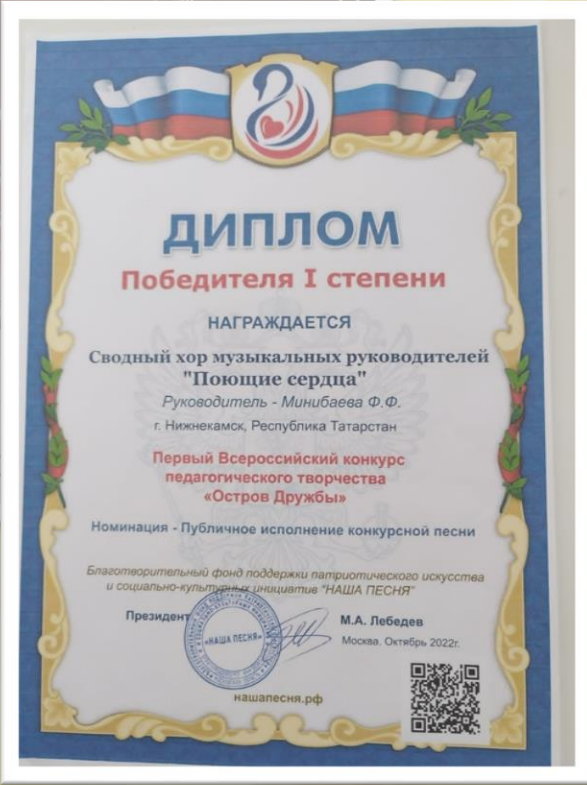 ДИПЛОМ
Победителя I степени
НАГРАЖДАЕТСЯ
Сводный хор музыкальных руководителей
"Поющие сердца"
Руководитель - Минибаева Ф.Ф.
г. Нижнекамск, Республика Татарстан
Первый Всероссийский конкурс
педагогического творчества
«Остров Дружбы»
Номинация - Публичное исполнение конкурсной песни
Благотворительный фонд поддержки патриотического искусства
и социально-культурных инициатив "НАША ПЕСНЯ"
Президент
М.А. Лебедев
«НАША ПЕСНЯ»
Москва. Октябрь 2022г.
нашапесня.рф